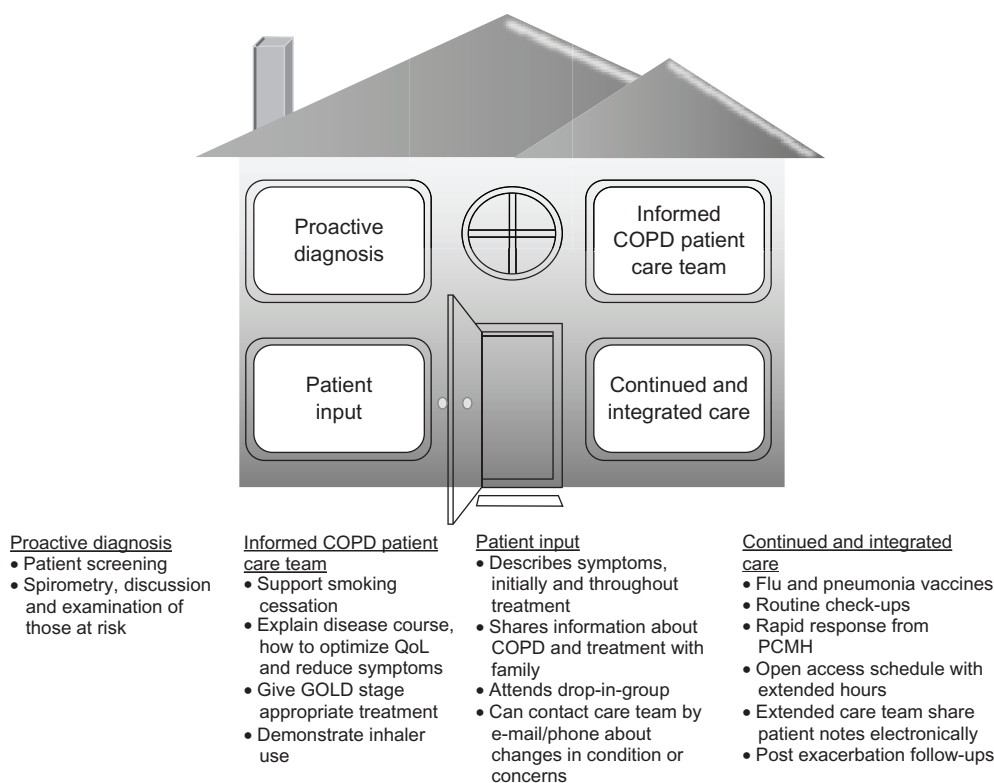 Proactive
diagnosis
Informed
COPD patient
care team
Patient
input
Continued and
integrated care
Proactive diagnosis
• Patient screening
• Spirometry, discussion
and examination of
those at risk
Informed COPD patient
care team
• Support smoking
cessation
• Explain disease course,
how to optimize QoL
and reduce symptoms
• Give GOLD stage
appropriate treatment
• Demonstrate inhaler
use
Patient input
• Describes symptoms,
initially and throughout
treatment
• Shares information about
COPD and treatment with
family
• Attends drop-in-group
• Can contact care team by
e-mail/phone about
changes in condition or
concerns
Continued and integrated
care
• Flu and pneumonia vaccines
• Routine check-ups
• Rapid response from
PCMH
• Open access schedule with
extended hours
• Extended care team share
patient notes electronically
• Post exacerbation follow-ups